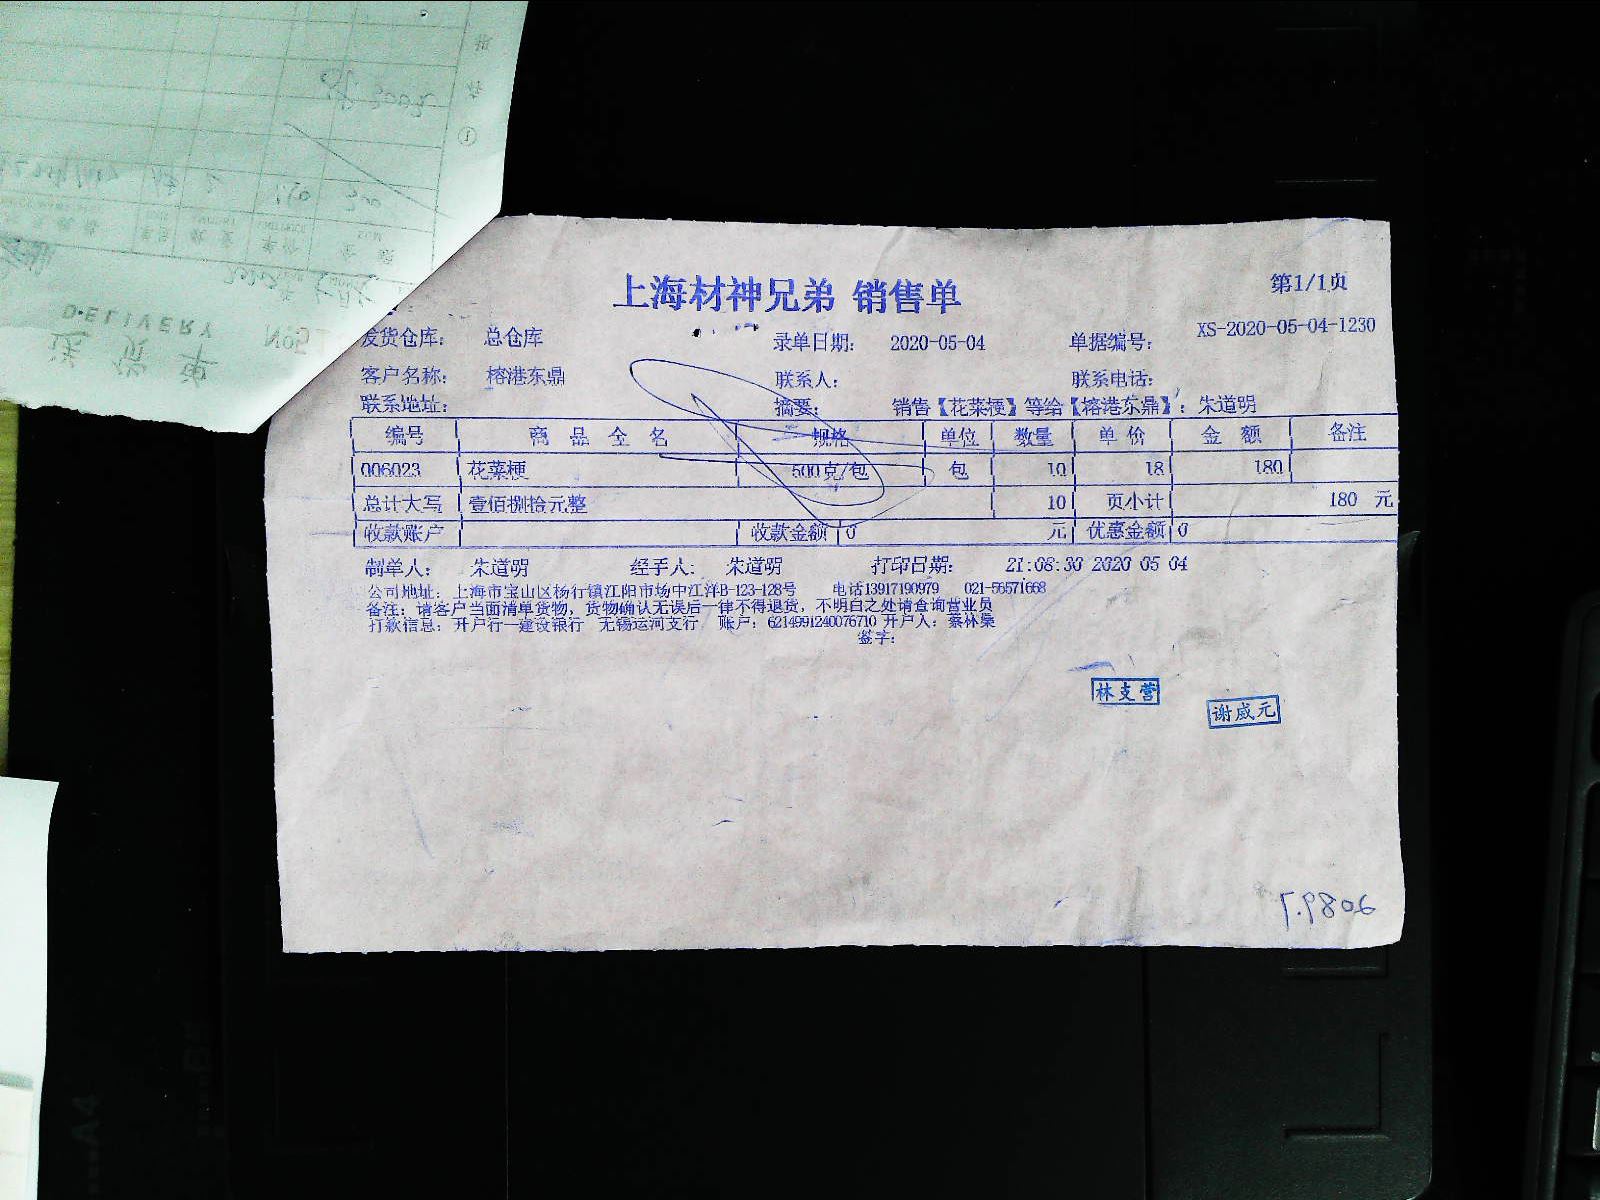 上海材神兄弟 销售单
第1/1页
发货仓库: 总仓库 录单日期: 2020-05-04 单据编号: XS-2020-05-04-1230
客户名称: 榕港东鼎 联系人: 联系电话:
联系地址: 摘要: 销售【花菜梗】等给【榕港东鼎】: 朱道明
编号 商品全名 规格 单位 数量 单价 金额 备注
006023 花菜梗 500克/包 包 10 18 180
总计大写 壹佰捌拾元整 10 页小计 180 元
收款账户 收款金额 0 元 优惠金额 0
制单人: 朱道明 经手人: 朱道明 打印日期: 21:08:30 2020 05 04
公司地址: 上海市宝山区杨行镇江阳市场中江洋B-123-128号 电话13917190979 021-56571668
备注: 请客户当面清单货物, 货物确认无误后一律不得退货, 不明白之处请查询营业员
打款信息: 开户行—建设银行 无锡运河支行 账户: 6214991240076710 开户人: 蔡林集
签字:
林支营
谢威元
DELIVERY
送货单